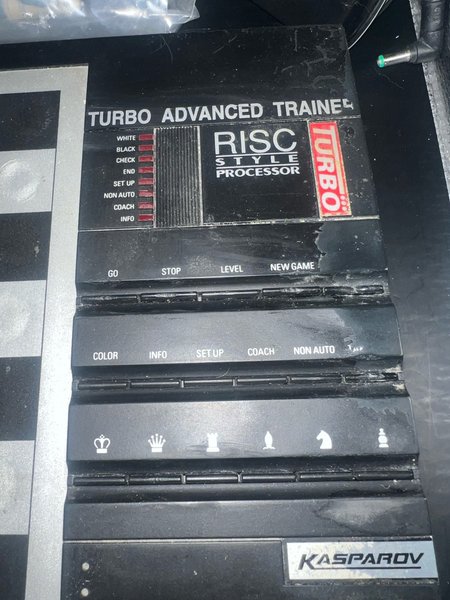 TURBO ADVANCED TRAINER
WHITE
BLACK
CHECK
END
SET UP
NON AUTO
COACH
INFO
RISC
STYLE
PROCESSOR
TURBO
GO STOP LEVEL NEW GAME
COLOR INFO SET UP COACH NON AUTO
KASPAROV